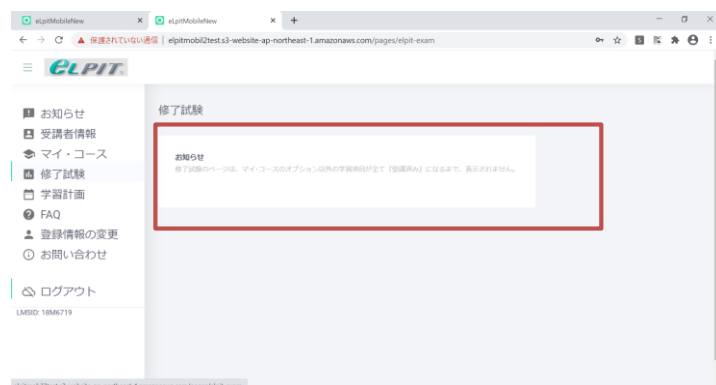 eLpitMobileNew
eLpitMobileNew
保護されていない通信 | elpitmobil2test.s3-website-ap-northeast-1.amazonaws.com/pages/elpit-exam
eLPIT
お知らせ
受講者情報
マイ・コース
修了試験
学習計画
FAQ
登録情報の変更
お問い合わせ
ログアウト
LMSID: 18M6719
修了試験
お知らせ
修了試験のページは、マイ・コースのオプション以外の学習項目が全て『受講済み』になるまで、表示されません。